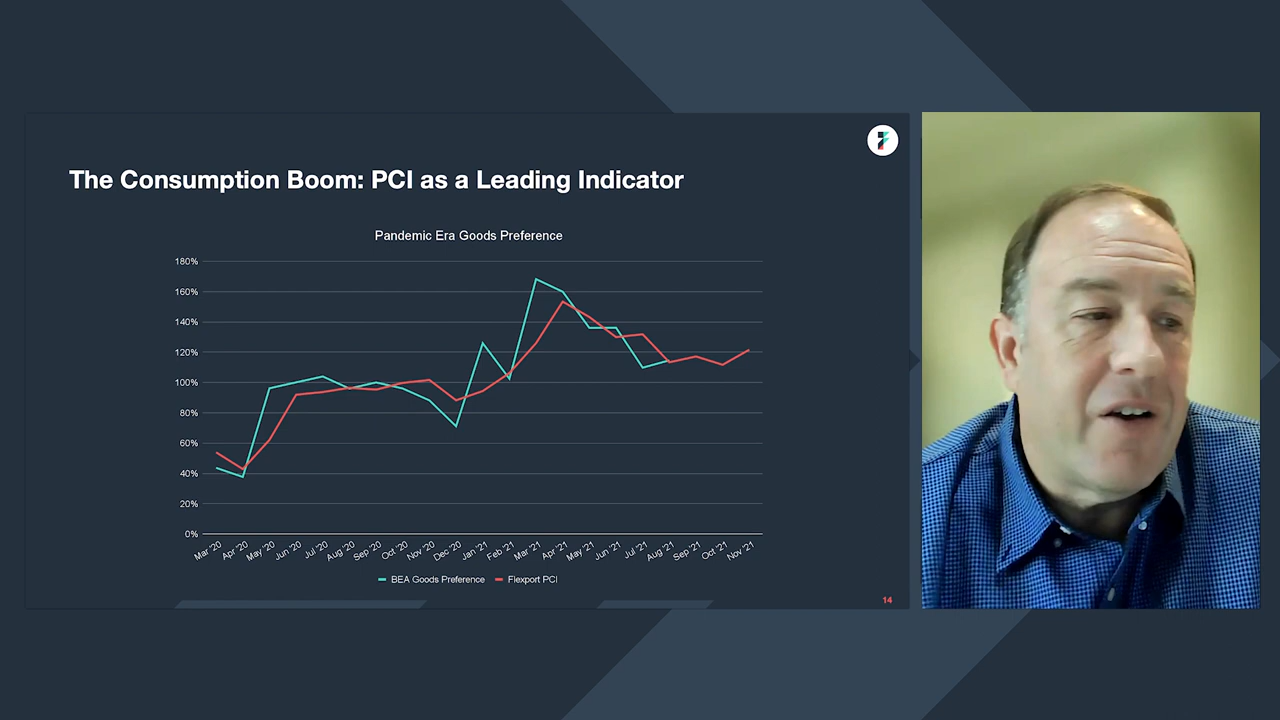 The Consumption Boom: PCI as a Leading Indicator
Pandemic Era Goods Preference
180%
160%
140%
120%
100%
80%
60%
40%
20%
0%
Mar '20 Apr '20 May '20 Jun '20 Jul '20 Aug '20 Sep '20 Oct '20 Nov '20 Dec '20 Jan '21 Feb '21 Mar '21 Apr '21 May '21 Jun '21 Jul '21 Aug '21 Sep '21 Oct '21 Nov '21
BEA Goods Preference Flexport PCI
14